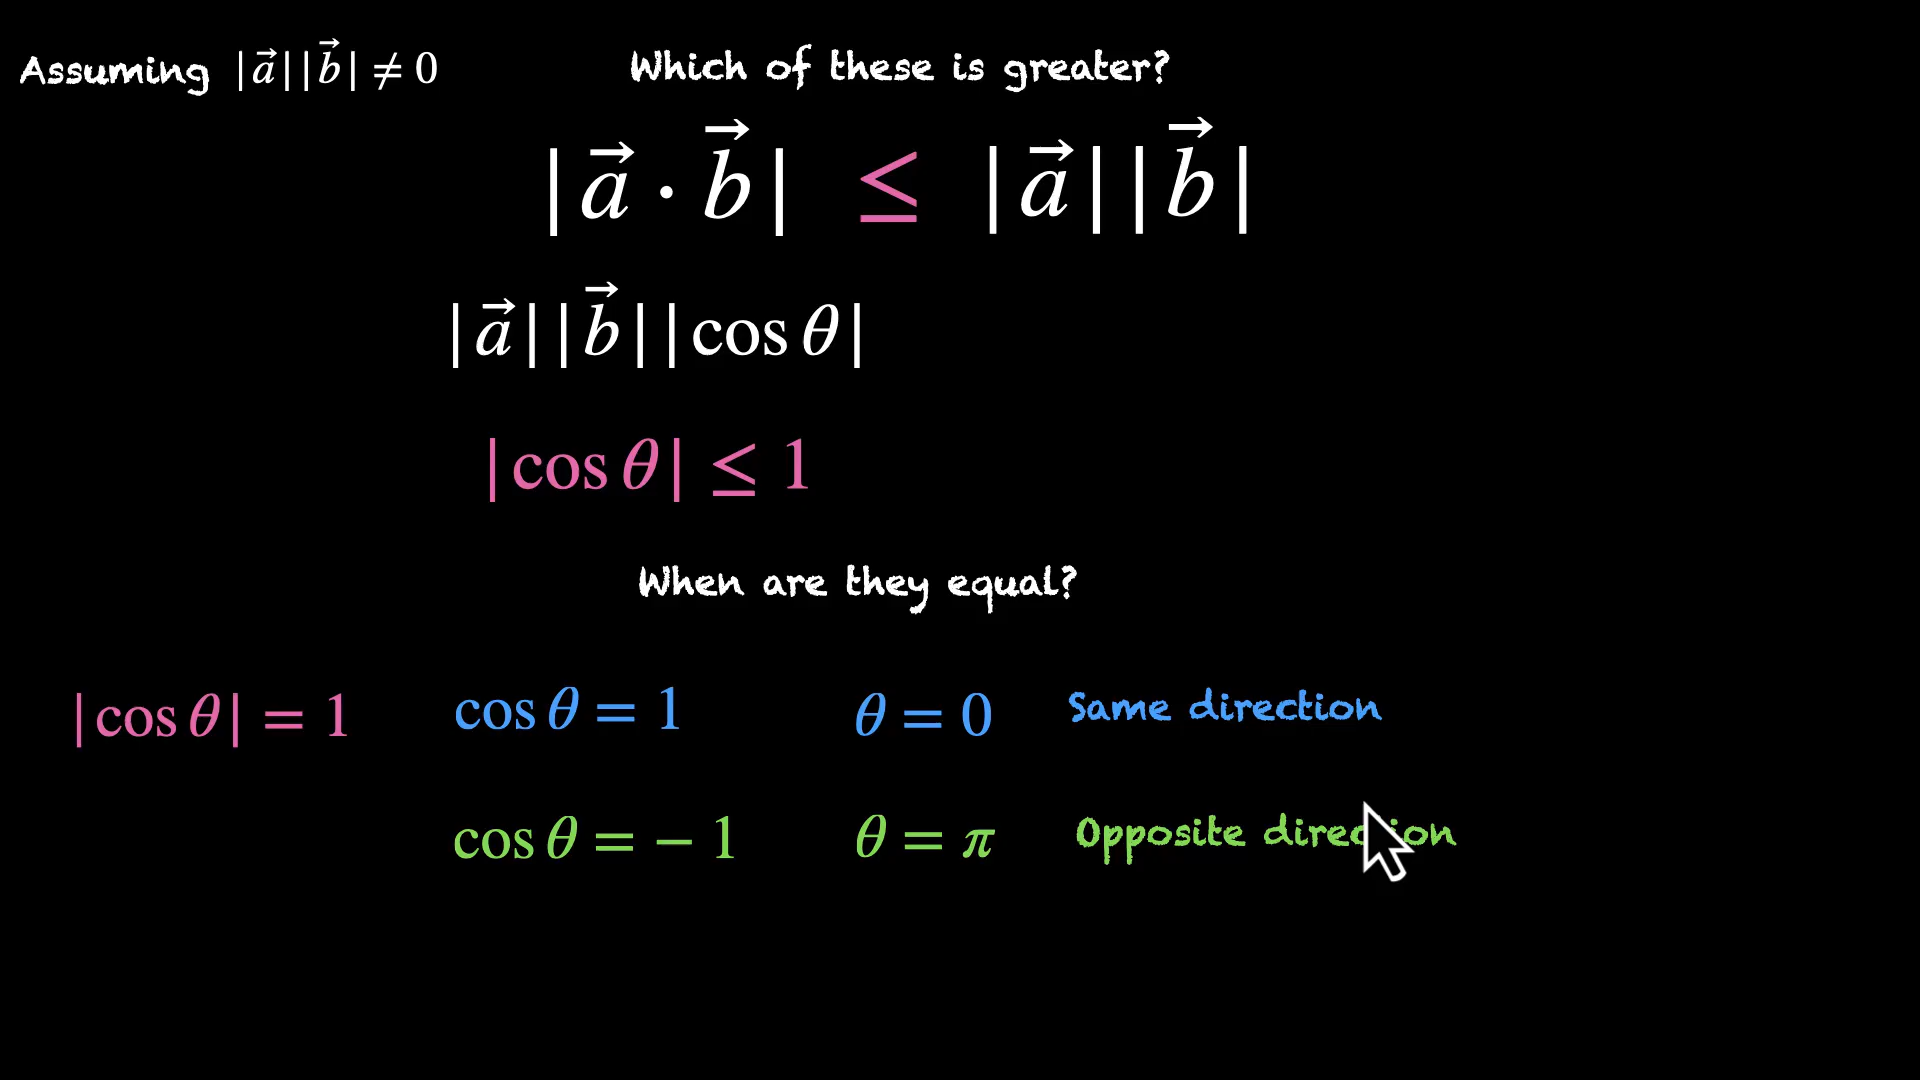 Assuming |a⃗||b⃗| ≠ 0
Which of these is greater?
|a⃗ · b⃗| ≤ |a⃗||b⃗|
|a⃗||b⃗||cos θ|
|cos θ| ≤ 1
When are they equal?
|cos θ| = 1 cos θ = 1 θ = 0 Same direction
cos θ = − 1 θ = π Opposite direction